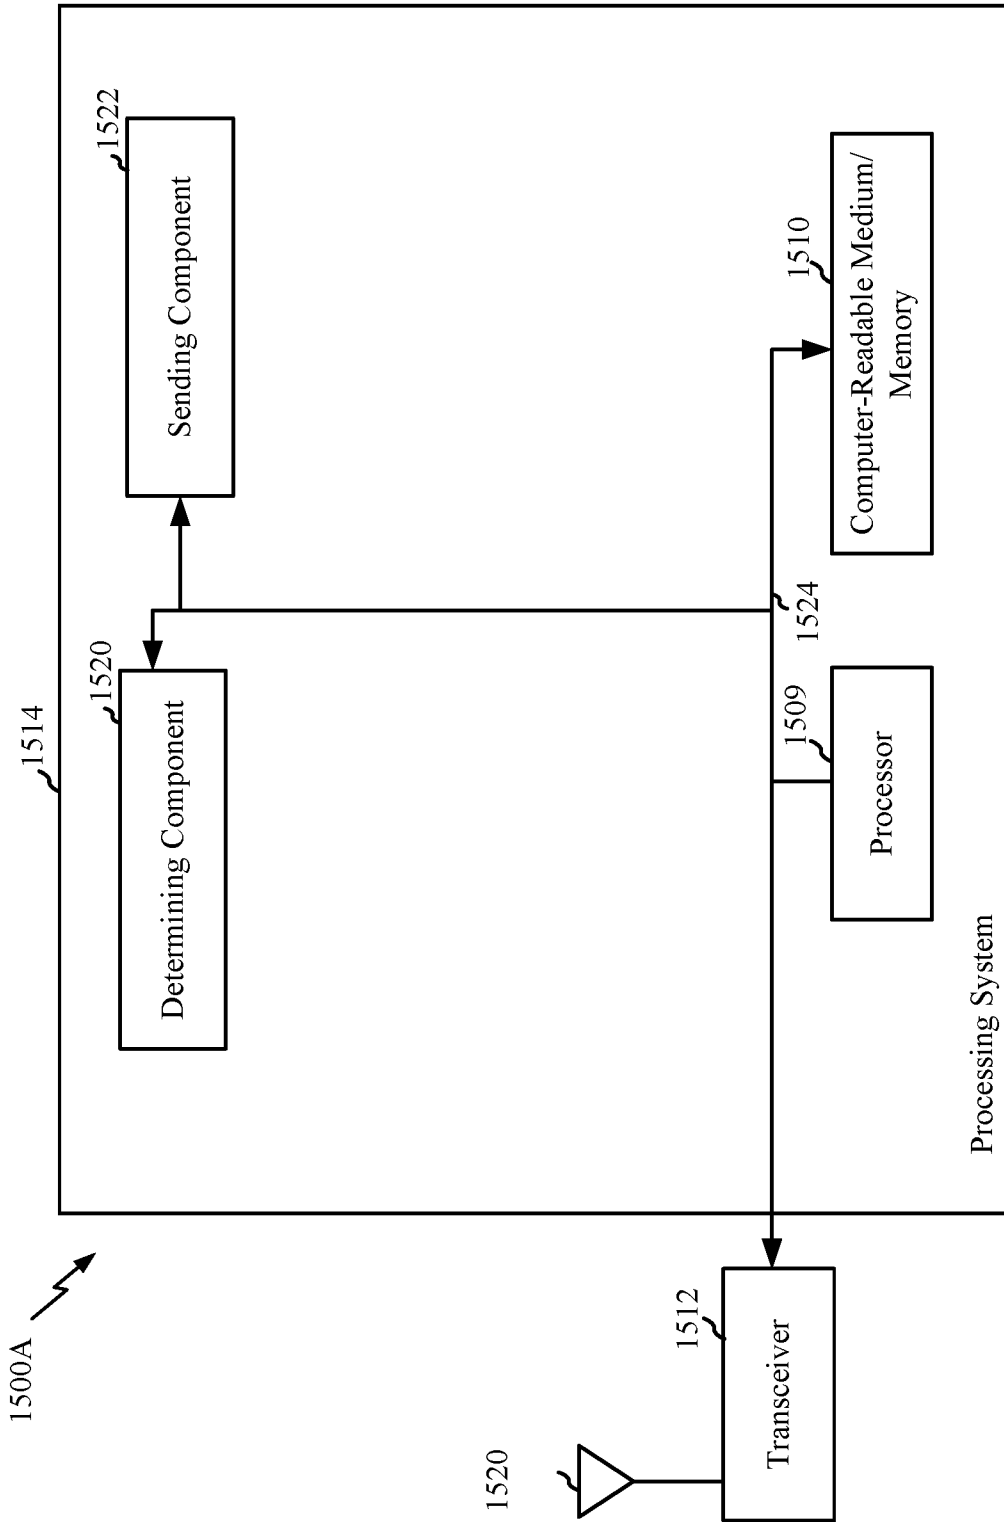 1500A
1514
1520
Determining Component
1522
Sending Component
1524
1520
1512
Transceiver
1509
Processor
1510
Computer-Readable Medium/
Memory
Processing System